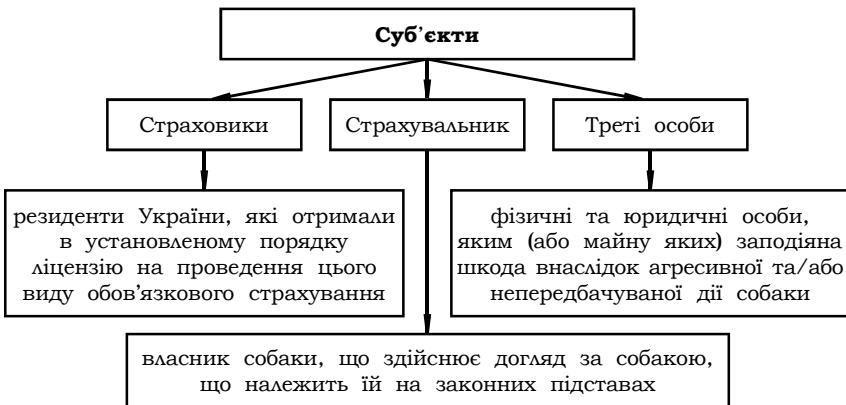 Суб'єкти
Страховики
Страхувальник
Треті особи
резиденти України, які отримали
в установленому порядку
ліцензію на проведення цього
виду обов'язкового страхування
фізичні та юридичні особи,
яким (або майну яких) заподіяна
шкода внаслідок агресивної та/або
непередбачуваної дії собаки
власник собаки, що здійснює догляд за собакою,
що належить їй на законних підставах